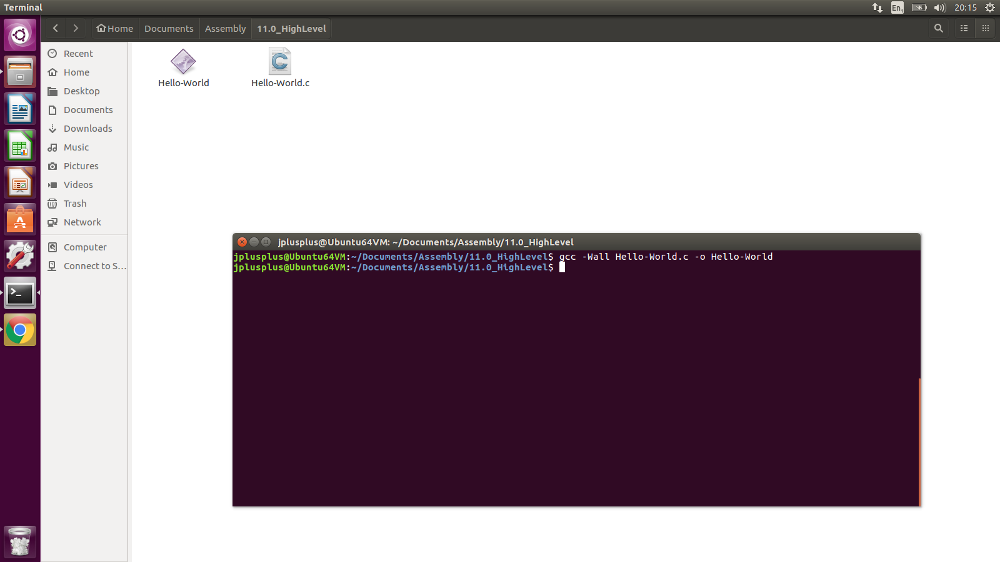 Terminal
En1
20:15
Home Documents Assembly 11.0_HighLevel
Recent
Home
Desktop
Documents
Downloads
Music
Pictures
Videos
Trash
Network
Computer
Connect to S...
Hello-World
Hello-World.c
jplusplus@Ubuntu64VM: ~/Documents/Assembly/11.0_HighLevel
jplusplus@Ubuntu64VM:~/Documents/Assembly/11.0_HighLevel$ gcc -Wall Hello-World.c -o Hello-World
jplusplus@Ubuntu64VM:~/Documents/Assembly/11.0_HighLevel$